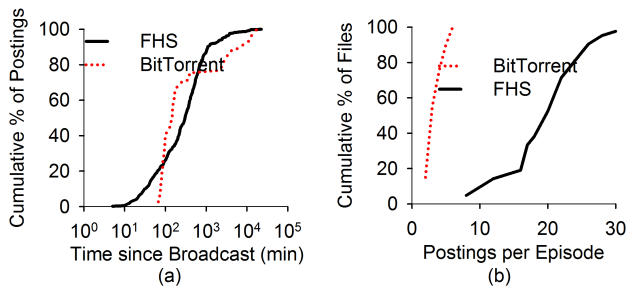 Cumulative % of Postings
100
80
60
40
20
0
FHS
BitTorrent
10^0 10^1 10^2 10^3 10^4 10^5
Time since Broadcast (min)
(a)
Cumulative % of Files
100
80
60
40
20
0
BitTorrent
FHS
0 10 20 30
Postings per Episode
(b)